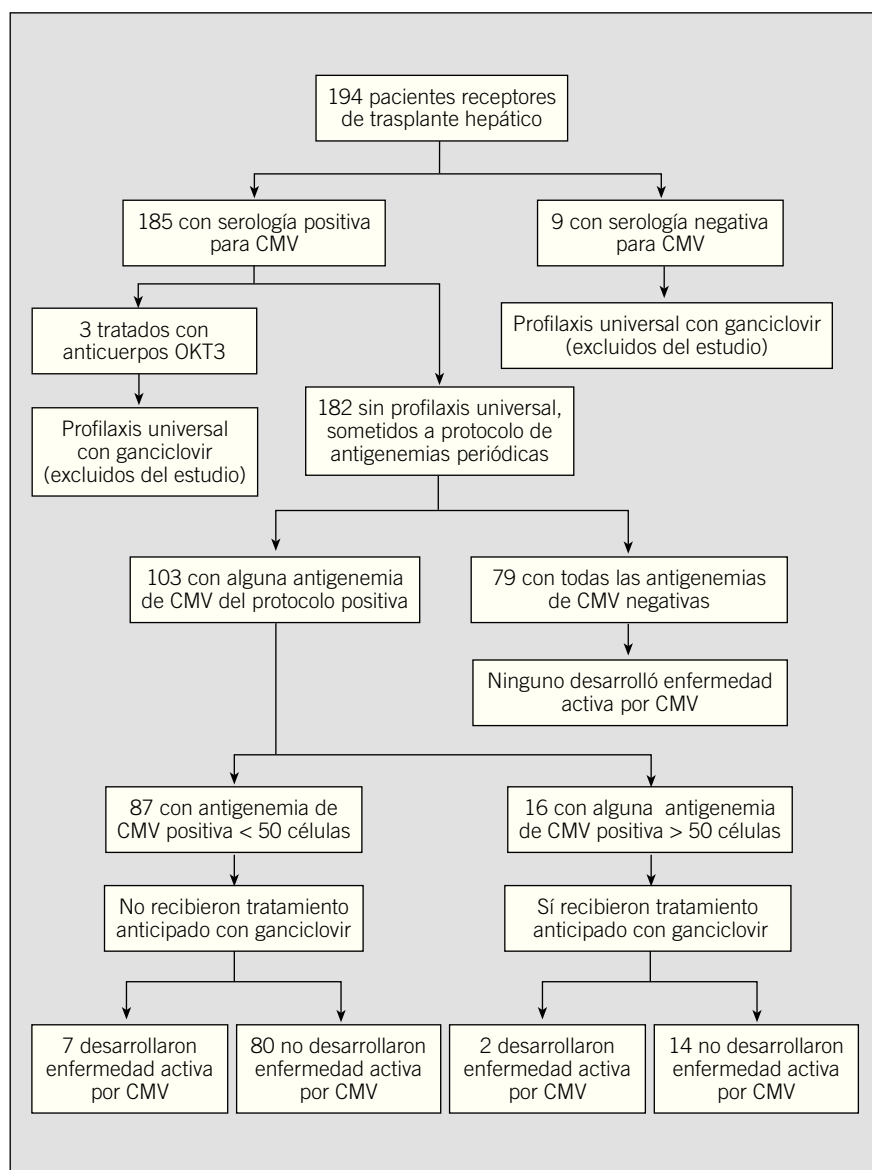 194 pacientes receptores
de trasplante hepático
185 con serología positiva
para CMV
9 con serología negativa
para CMV
3 tratados con
anticuerpos OKT3
Profilaxis universal con ganciclovir
(excluidos del estudio)
Profilaxis universal
con ganciclovir
(excluidos del estudio)
182 sin profilaxis universal,
sometidos a protocolo de
antigenemias periódicas
103 con alguna antigenemia
de CMV del protocolo positiva
79 con todas las antigenemias
de CMV negativas
Ninguno desarrolló enfermedad
activa por CMV
87 con antigenemia de
CMV positiva < 50 células
16 con alguna antigenemia
de CMV positiva > 50 células
No recibieron tratamiento
anticipado con ganciclovir
Sí recibieron tratamiento
anticipado con ganciclovir
7 desarrollaron
enfermedad activa
por CMV
80 no desarrollaron
enfermedad activa
por CMV
2 desarrollaron
enfermedad activa
por CMV
14 no desarrollaron
enfermedad activa
por CMV